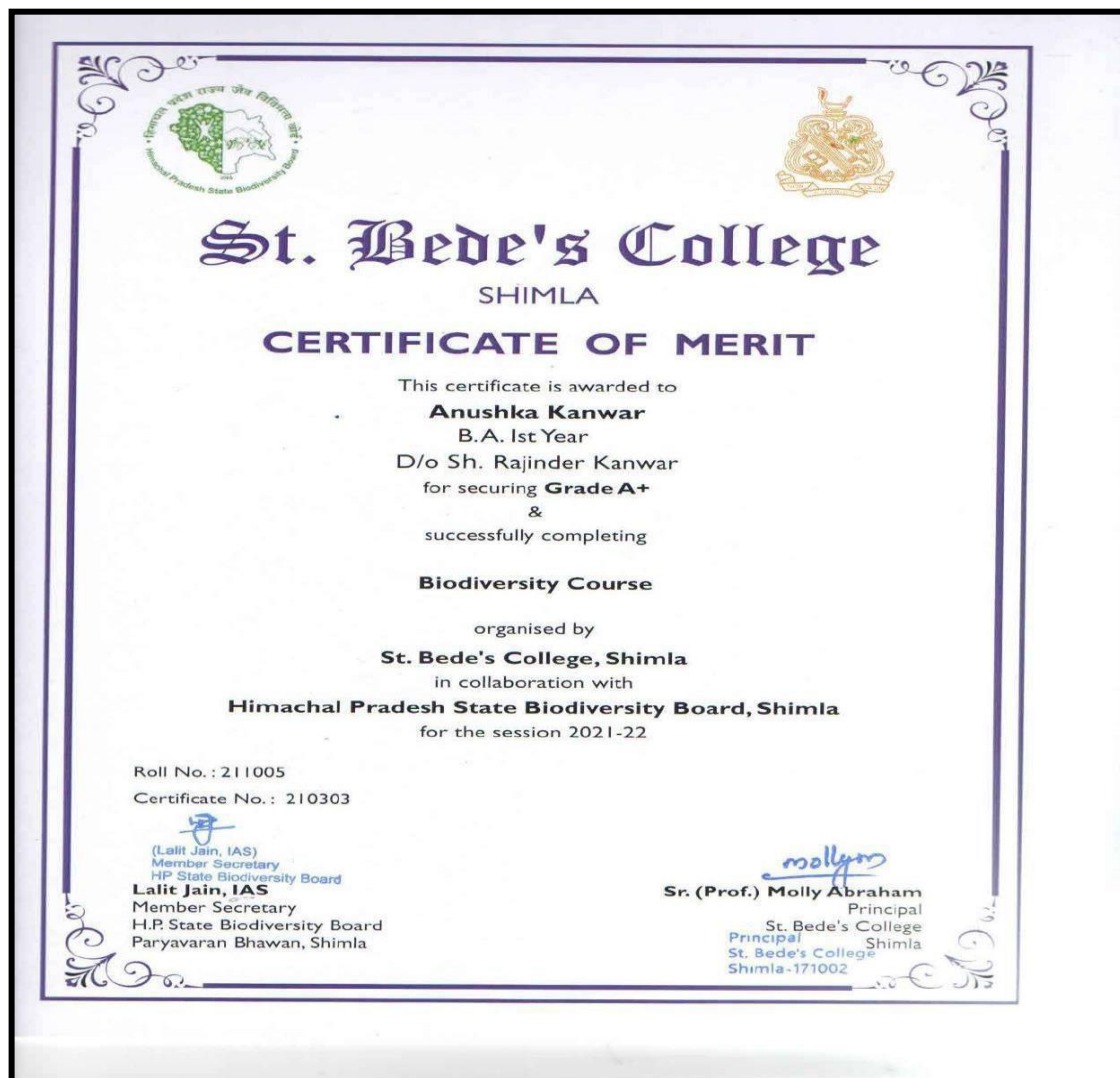 हिमाचल प्रदेश राज्य जैव विविधता बोर्ड
Himachal Pradesh State Biodiversity Board
St. Bede's College
SHIMLA
CERTIFICATE OF MERIT
This certificate is awarded to
Anushka Kanwar
B.A. Ist Year
D/o Sh. Rajinder Kanwar
for securing Grade A+
&
successfully completing
Biodiversity Course
organised by
St. Bede's College, Shimla
in collaboration with
Himachal Pradesh State Biodiversity Board, Shimla
for the session 2021-22
Roll No. : 211005
Certificate No. : 210303
(Lalit Jain, IAS)
Member Secretary
HP State Biodiversity Board
Lalit Jain, IAS
Member Secretary
H.P. State Biodiversity Board
Paryavaran Bhawan, Shimla
Sr. (Prof.) Molly Abraham
Principal
St. Bede's College
Shimla
Principal
St. Bede's College
Shimla-171002